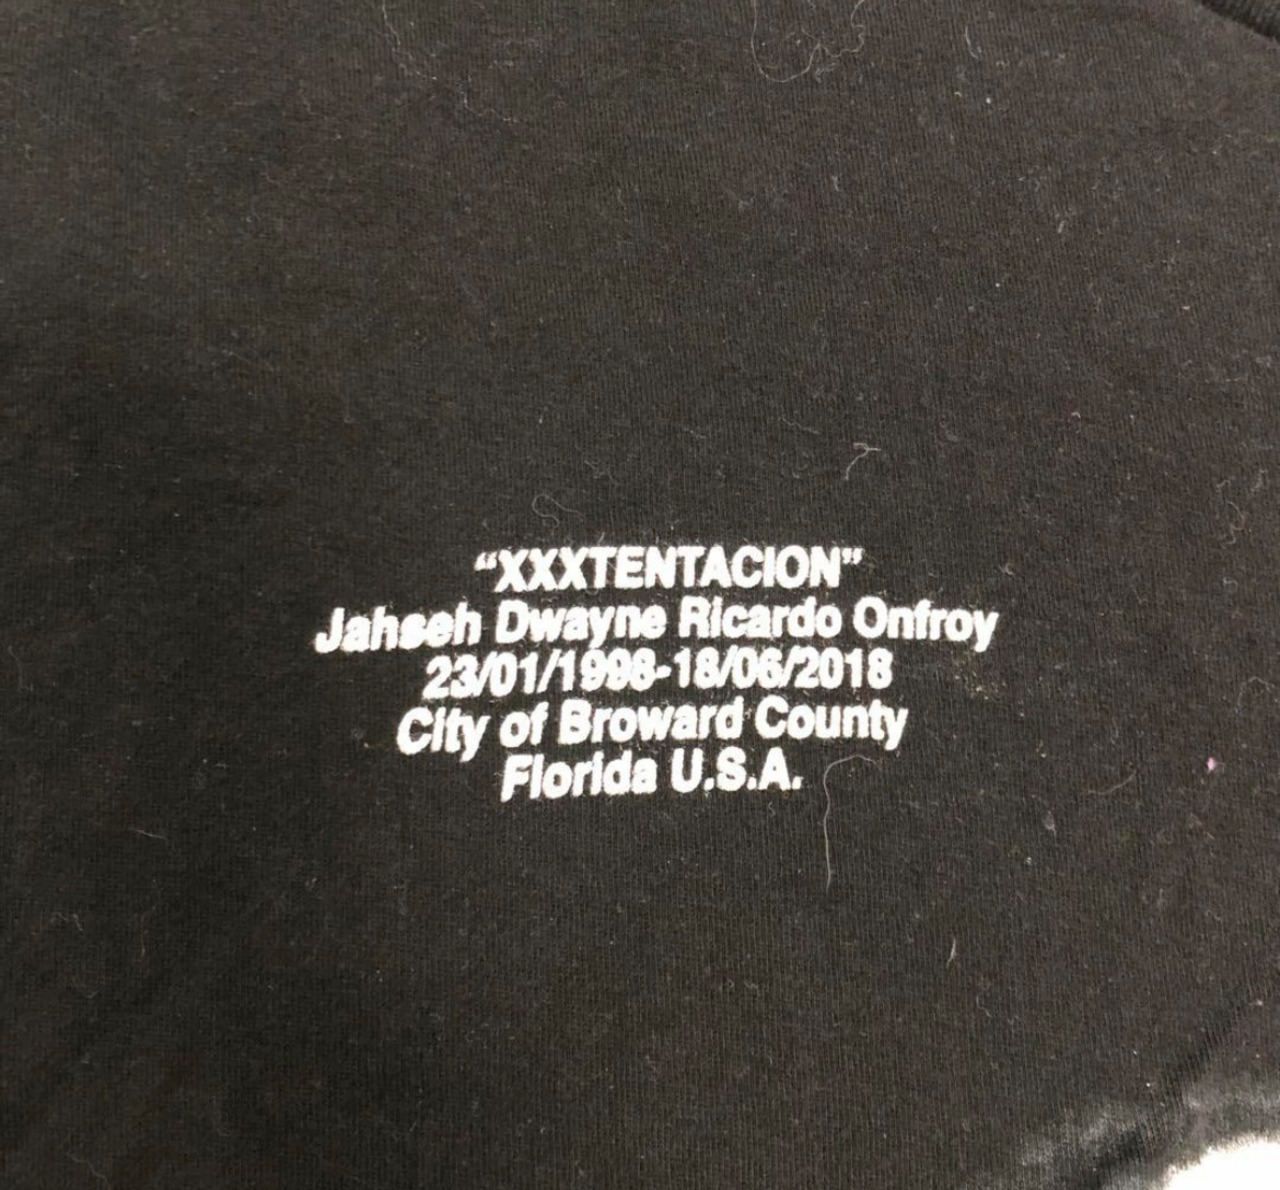 “XXXTENTACION”
Jahseh Dwayne Ricardo Onfroy
23/01/1998-18/06/2018
City of Broward County
Florida U.S.A.